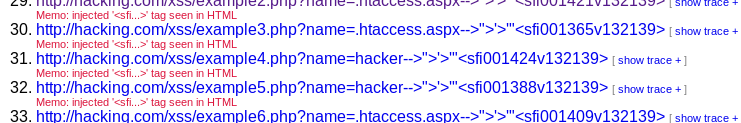 29. http://hacking.com/xss/example2.php?name=.htaccess.aspx-->">'>'"<sfi001421v132139> [ show trace + ]
Memo: injected '<sfi...>' tag seen in HTML
30. http://hacking.com/xss/example3.php?name=.htaccess.aspx-->">'>'"<sfi001365v132139> [ show trace +
Memo: injected '<sfi...>' tag seen in HTML
31. http://hacking.com/xss/example4.php?name=hacker-->">'>'"<sfi001424v132139> [ show trace + ]
Memo: injected '<sfi...>' tag seen in HTML
32. http://hacking.com/xss/example5.php?name=hacker-->">'>'"<sfi001388v132139> [ show trace + ]
Memo: injected '<sfi...>' tag seen in HTML
33. http://hacking.com/xss/example6.php?name=.htaccess.aspx-->">'>'"<sfi001409v132139> [ show trace +